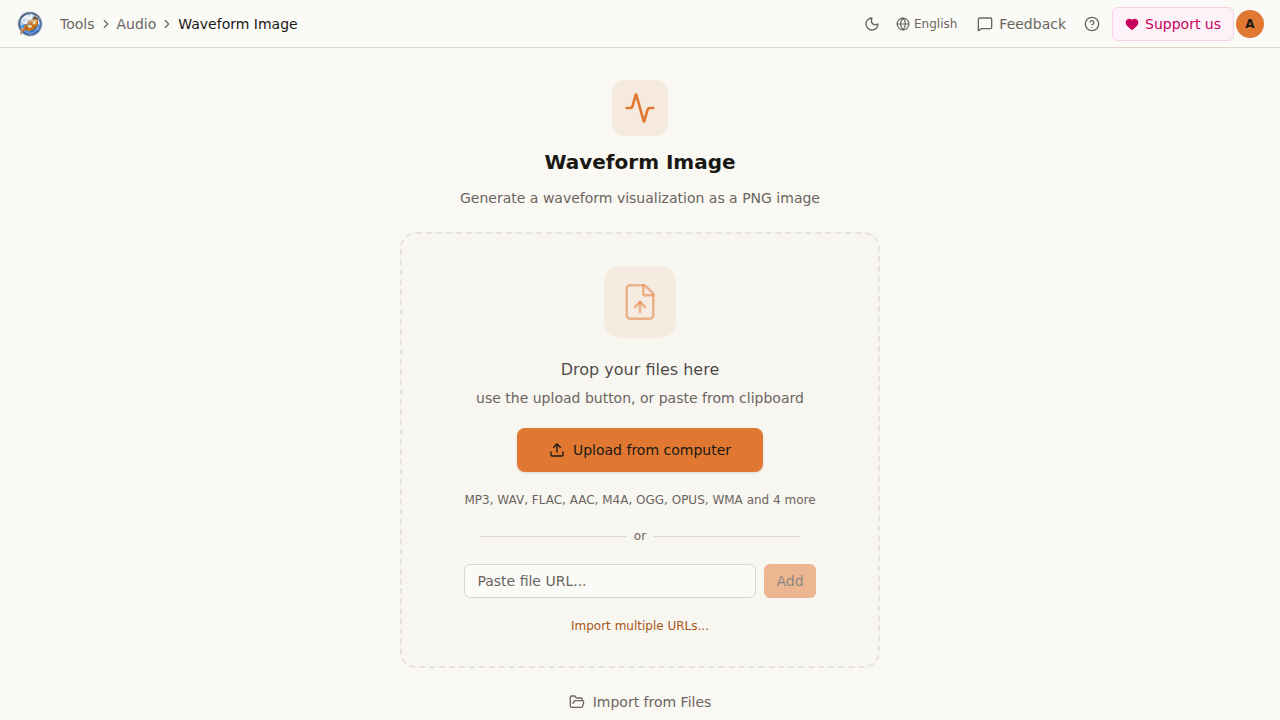 Tools > Audio > Waveform Image
English
Feedback
Support us
A
Waveform Image
Generate a waveform visualization as a PNG image
Drop your files here
use the upload button, or paste from clipboard
Upload from computer
MP3, WAV, FLAC, AAC, M4A, OGG, OPUS, WMA and 4 more
or
Paste file URL...
Add
Import multiple URLs...
Import from Files